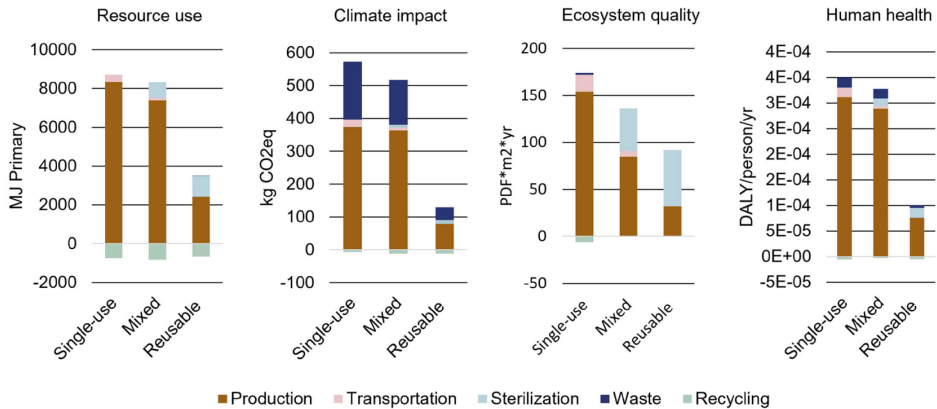 Resource use
10000
8000
6000
4000
2000
0
-2000
MJ Primary
Single-use
Mixed
Reusable
Climate impact
600
500
400
300
200
100
0
-100
kg CO2eq
Single-use
Mixed
Reusable
Ecosystem quality
200
150
100
50
0
-50
PDF*m2*yr
Single-use
Mixed
Reusable
Human health
4E-04
4E-04
3E-04
3E-04
2E-04
2E-04
1E-04
5E-05
0E+00
-5E-05
DALY/person/yr
Single-use
Mixed
Reusable
Production Transportation Sterilization Waste Recycling